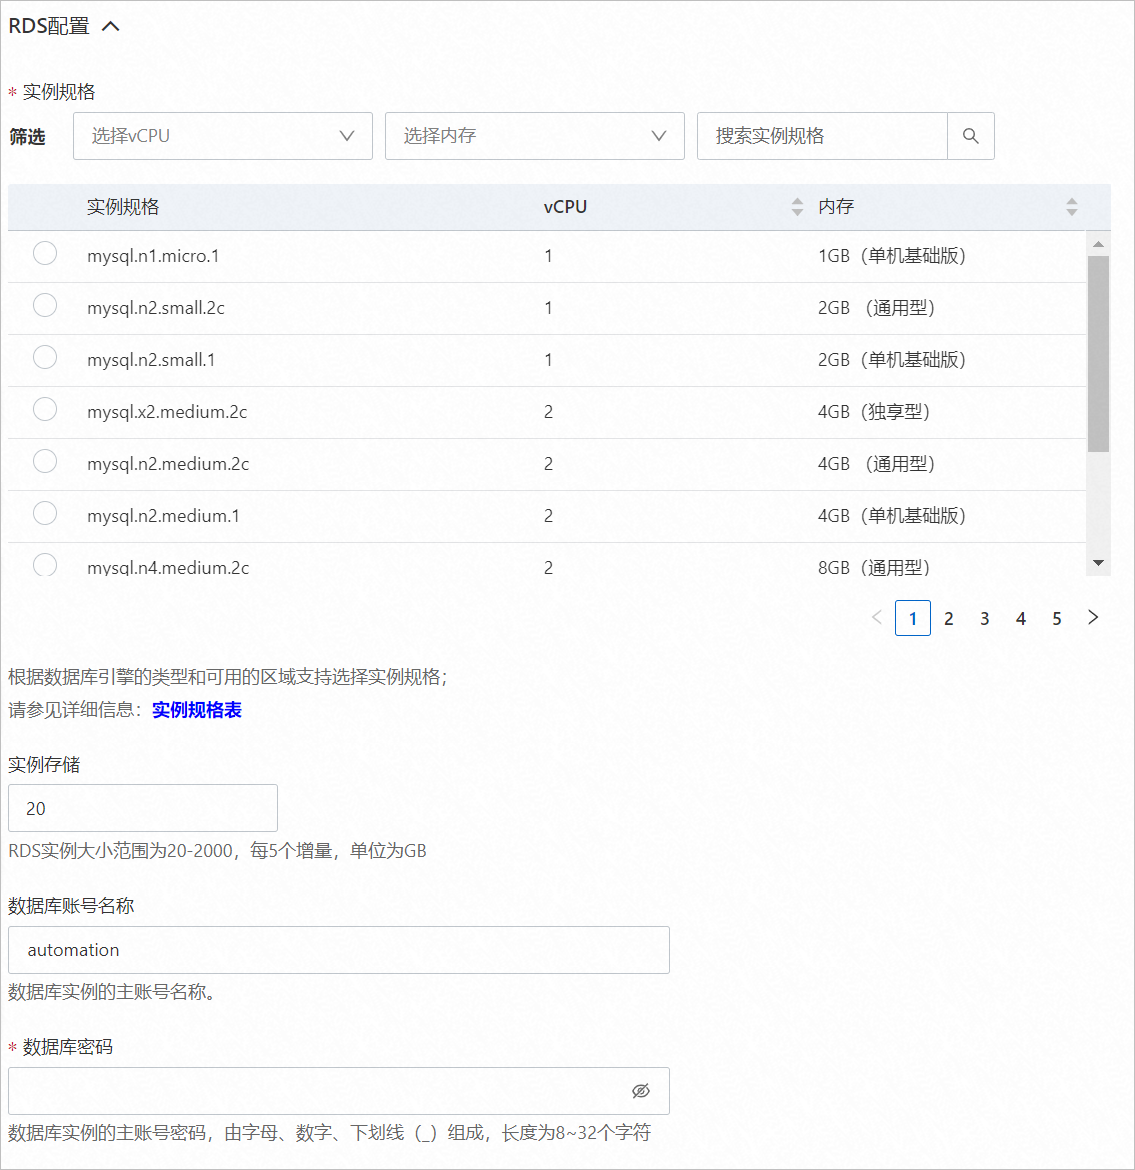 RDS配置
* 实例规格
筛选 选择vCPU 选择内存 搜索实例规格
实例规格 vCPU 内存
mysql.n1.micro.1 1 1GB（单机基础版）
mysql.n2.small.2c 1 2GB （通用型）
mysql.n2.small.1 1 2GB（单机基础版）
mysql.x2.medium.2c 2 4GB（独享型）
mysql.n2.medium.2c 2 4GB （通用型）
mysql.n2.medium.1 2 4GB（单机基础版）
mysql.n4.medium.2c 2 8GB（通用型）
1 2 3 4 5
根据数据库引擎的类型和可用的区域支持选择实例规格；
请参见详细信息：实例规格表
实例存储
20
RDS实例大小范围为20-2000，每5个增量，单位为GB
数据库账号名称
automation
数据库实例的主账号名称。
* 数据库密码
数据库实例的主账号密码，由字母、数字、下划线（_）组成，长度为8~32个字符